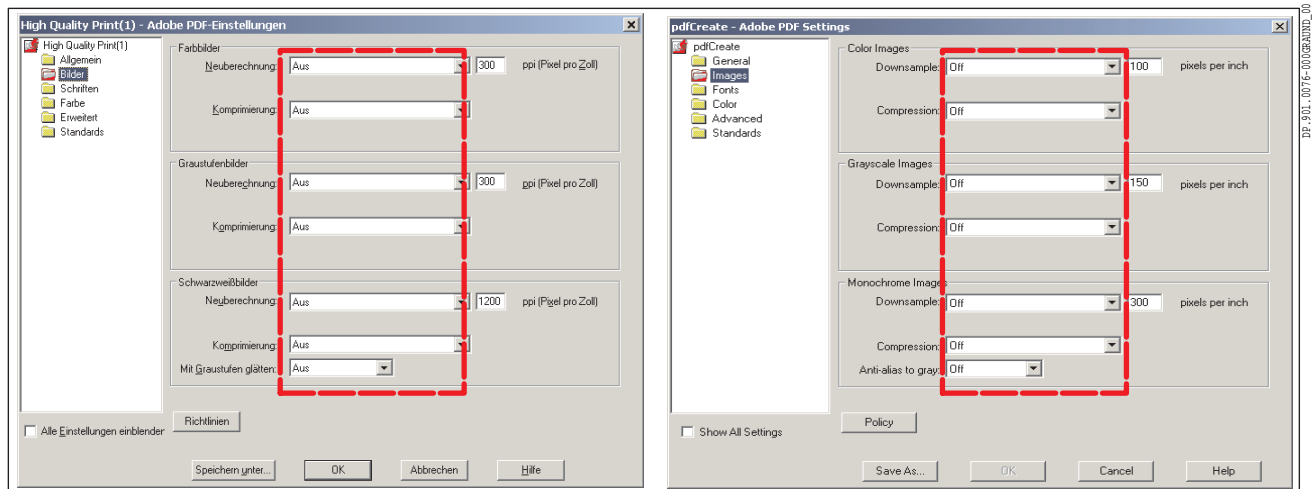 High Quality Print(1) - Adobe PDF-Einstellungen
High Quality Print(1)
Allgemein
Bilder
Schriften
Farbe
Erweitert
Standards
Alle Einstellungen einblender
Farbbilder
Neuberechnung: Aus 300 ppi (Pixel pro Zoll)
Komprimierung: Aus
Graustufenbilder
Neuberechnung: Aus 300 ppi (Pixel pro Zoll)
Komprimierung: Aus
Schwarzweißbilder
Neuberechnung: Aus 1200 ppi (Pixel pro Zoll)
Komprimierung: Aus
Mit Graustufen glätten: Aus
Richtlinien
Speichern unter... OK Abbrechen Hilfe
pdfCreate - Adobe PDF Settings
pdfCreate
General
Images
Fonts
Color
Advanced
Standards
Show All Settings
Color Images
Downsample: Off 100 pixels per inch
Compression: Off
Grayscale Images
Downsample: Off 150 pixels per inch
Compression: Off
Monochrome Images
Downsample: Off 300 pixels per inch
Compression: Off
Anti-alias to gray: Off
Policy
Save As... OK Cancel Help
DP.901.0076-000GRAUND_00